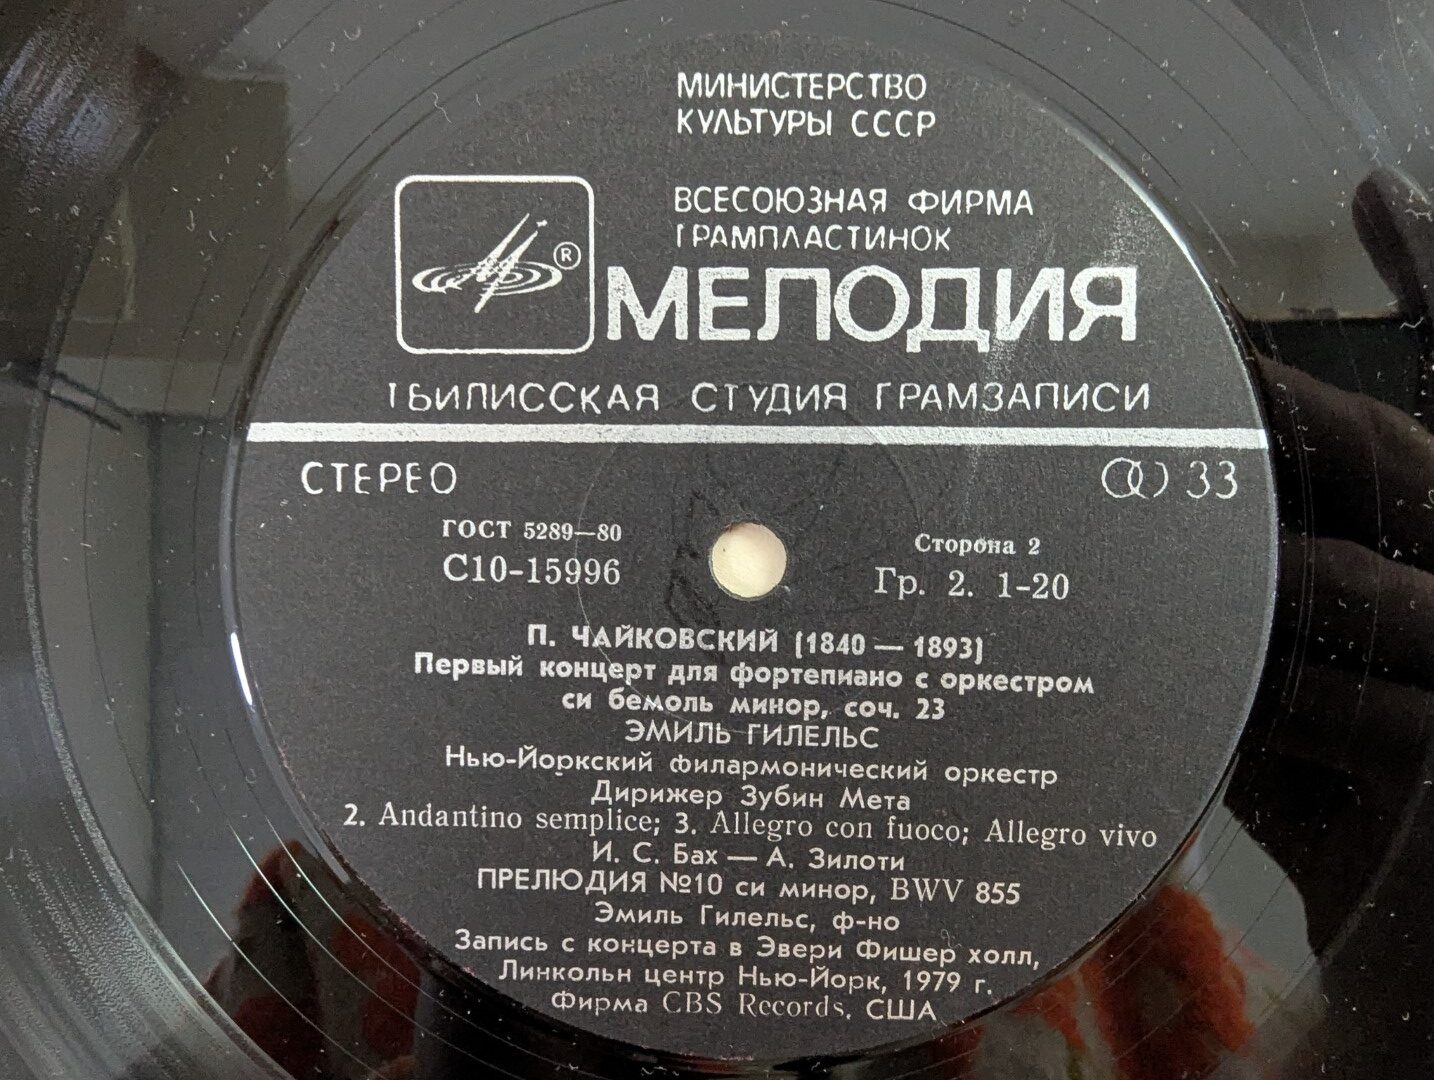 МИНИСТЕРСТВО
КУЛЬТУРЫ СССР
ВСЕСОЮЗНАЯ ФИРМА
ГРАМПЛАСТИНОК
®
МЕЛОДИЯ
ТБИЛИССКАЯ СТУДИЯ ГРАМЗАПИСИ
СТЕРЕО
33
ГОСТ 5289—80
Сторона 2
С10-15996
Гр. 2. 1-20
П. ЧАЙКОВСКИЙ (1840 — 1893)
Первый концерт для фортепиано с оркестром
си бемоль минор, соч. 23
ЭМИЛЬ ГИЛЕЛЬС
Нью-Йоркский филармонический оркестр
Дирижер Зубин Мета
2. Andantino semplice; 3. Allegro con fuoco; Allegro vivo
И. С. Бах — А. Зилоти
ПРЕЛЮДИЯ №10 си минор, BWV 855
Эмиль Гилельс, ф-но
Запись с концерта в Эвери Фишер холл,
Линкольн центр Нью-Йорк, 1979 г.
Фирма CBS Records, США